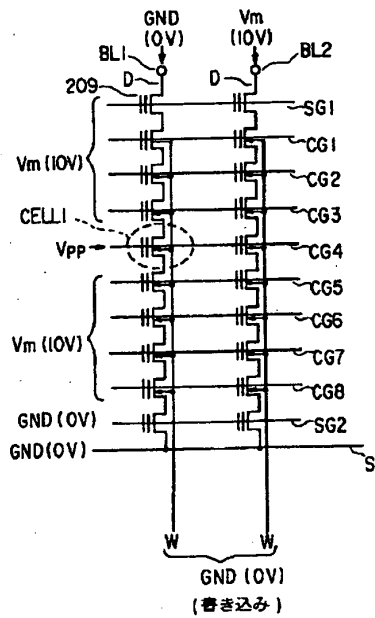 GND Vm
(0V) (10V)
BL1 BL2
D D
209
SG1
CG1
Vm(10V) CG2
CG3
CELL1
VPP CG4
CG5
CG6
Vm(10V)
CG7
CG8
GND(0V) SG2
GND(0V)
S
W W
GND (0V)
(書き込み)